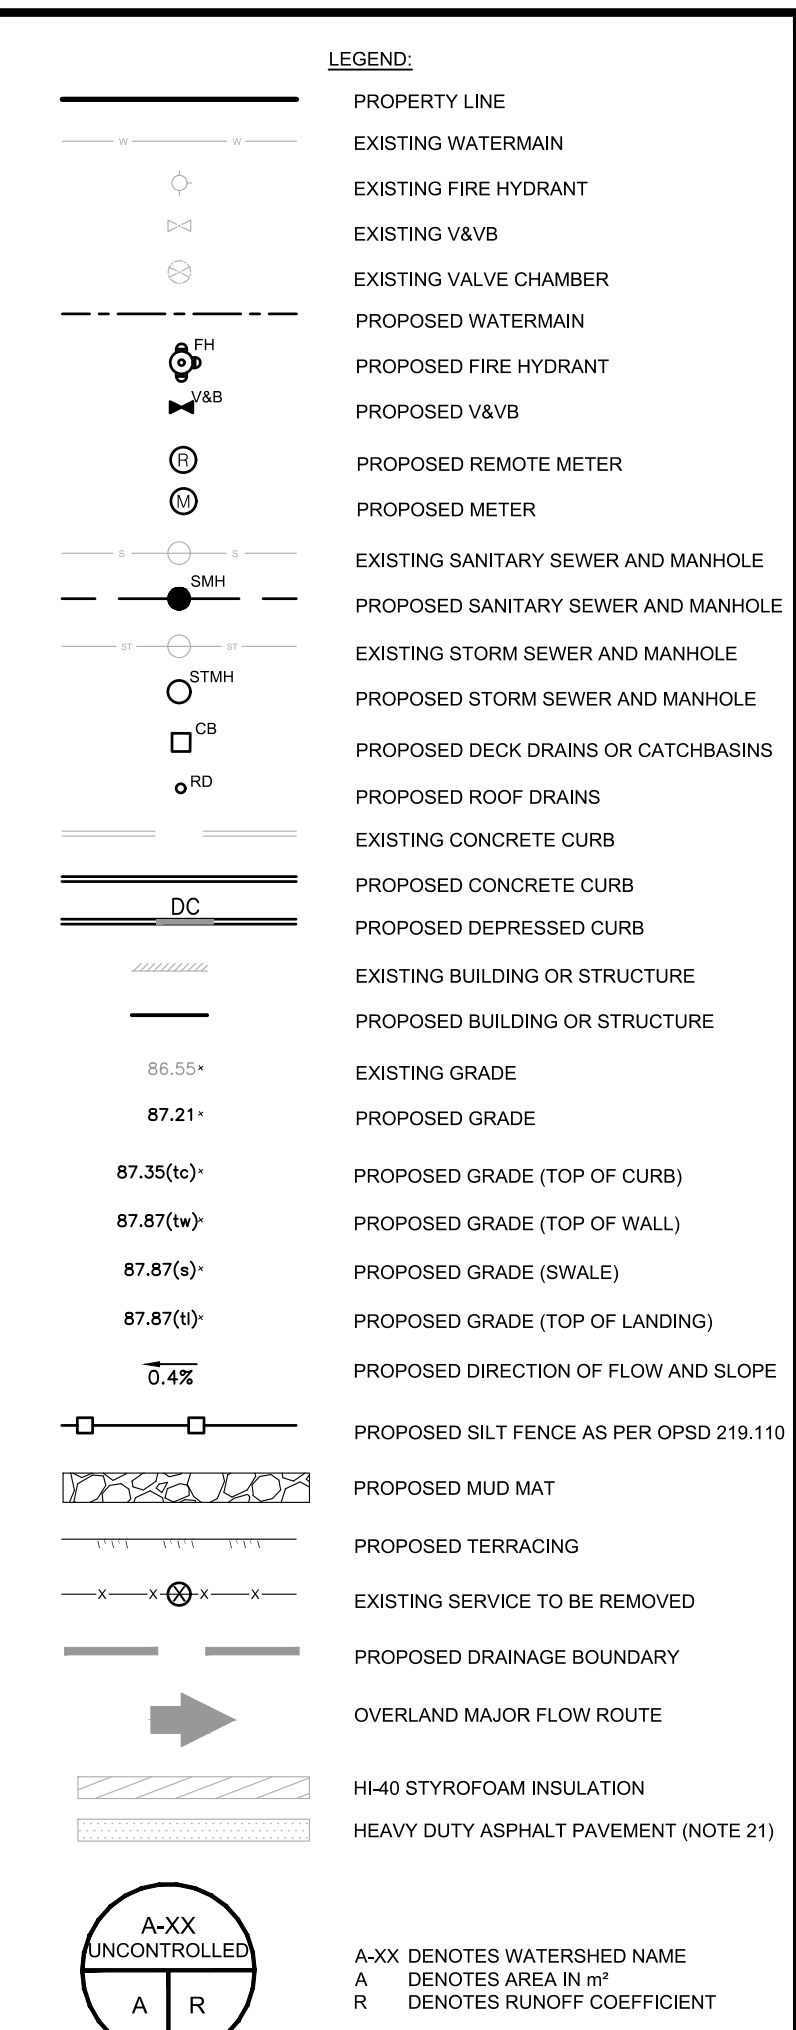 LEGEND:
PROPERTY LINE
W W EXISTING WATERMAIN
EXISTING FIRE HYDRANT
EXISTING V&VB
EXISTING VALVE CHAMBER
PROPOSED WATERMAIN
FH PROPOSED FIRE HYDRANT
V&B PROPOSED V&VB
R PROPOSED REMOTE METER
M PROPOSED METER
S S EXISTING SANITARY SEWER AND MANHOLE
SMH PROPOSED SANITARY SEWER AND MANHOLE
ST ST EXISTING STORM SEWER AND MANHOLE
STMH PROPOSED STORM SEWER AND MANHOLE
CB PROPOSED DECK DRAINS OR CATCHBASINS
RD PROPOSED ROOF DRAINS
EXISTING CONCRETE CURB
PROPOSED CONCRETE CURB
DC PROPOSED DEPRESSED CURB
EXISTING BUILDING OR STRUCTURE
PROPOSED BUILDING OR STRUCTURE
86.55× EXISTING GRADE
87.21× PROPOSED GRADE
87.35(tc)× PROPOSED GRADE (TOP OF CURB)
87.87(tw)× PROPOSED GRADE (TOP OF WALL)
87.87(s)× PROPOSED GRADE (SWALE)
87.87(tl)× PROPOSED GRADE (TOP OF LANDING)
0.4% PROPOSED DIRECTION OF FLOW AND SLOPE
PROPOSED SILT FENCE AS PER OPSD 219.110
PROPOSED MUD MAT
PROPOSED TERRACING
X X X X X EXISTING SERVICE TO BE REMOVED
PROPOSED DRAINAGE BOUNDARY
OVERLAND MAJOR FLOW ROUTE
HI-40 STYROFOAM INSULATION
HEAVY DUTY ASPHALT PAVEMENT (NOTE 21)
A-XX
UNCONTROLLED
A R
A-XX DENOTES WATERSHED NAME
A DENOTES AREA IN m²
R DENOTES RUNOFF COEFFICIENT